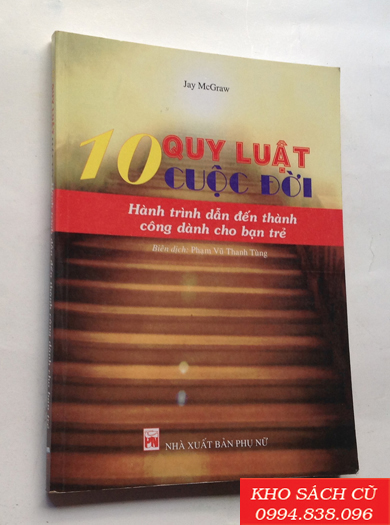 Jay McGraw
10 QUY LUẬT
CUỘC ĐỜI
Hành trình dẫn đến thành
công dành cho bạn trẻ
Biên dịch: Phạm Vũ Thanh Tùng
PN
NHÀ XUẤT BẢN PHỤ NỮ
KHO SÁCH CŨ
0994.838.096